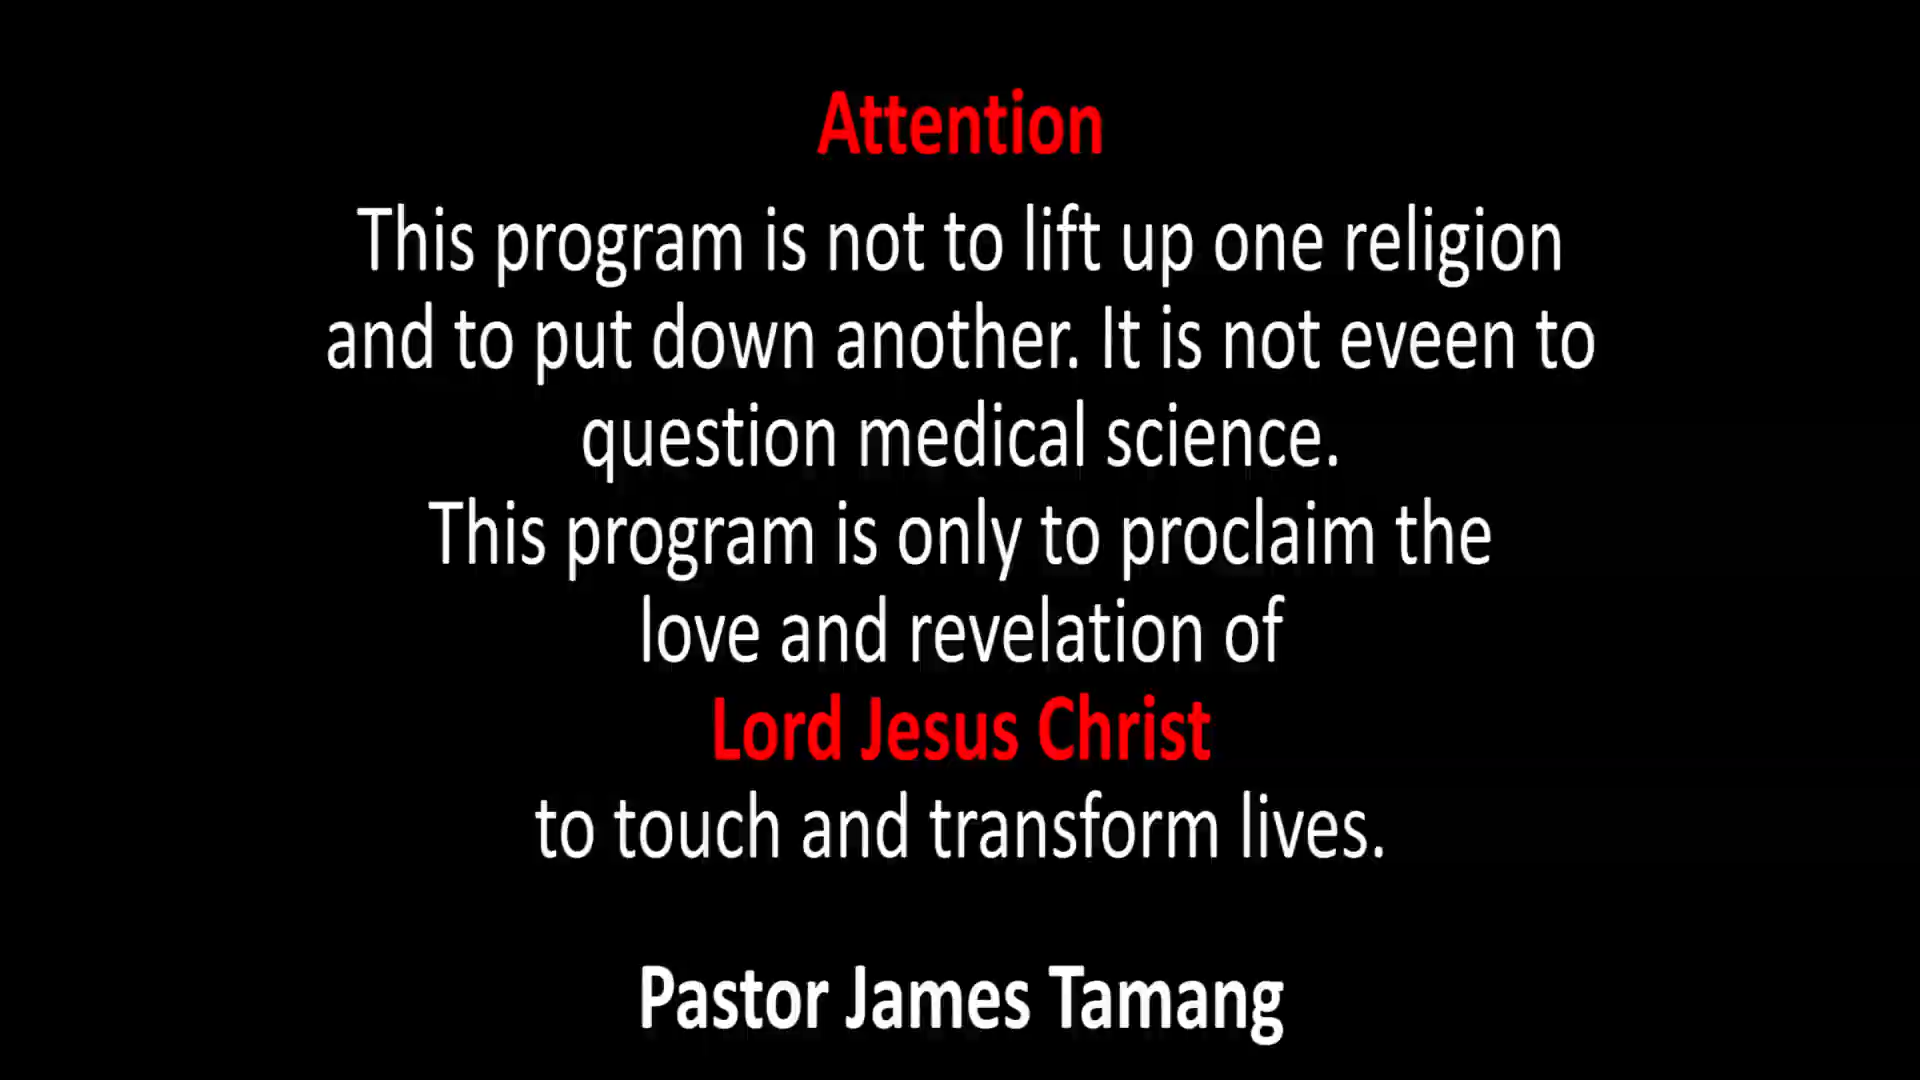 Attention
This program is not to lift up one religion
and to put down another. It is not eveen to
question medical science.
This program is only to proclaim the
love and revelation of
Lord Jesus Christ
to touch and transform lives.
Pastor James Tamang